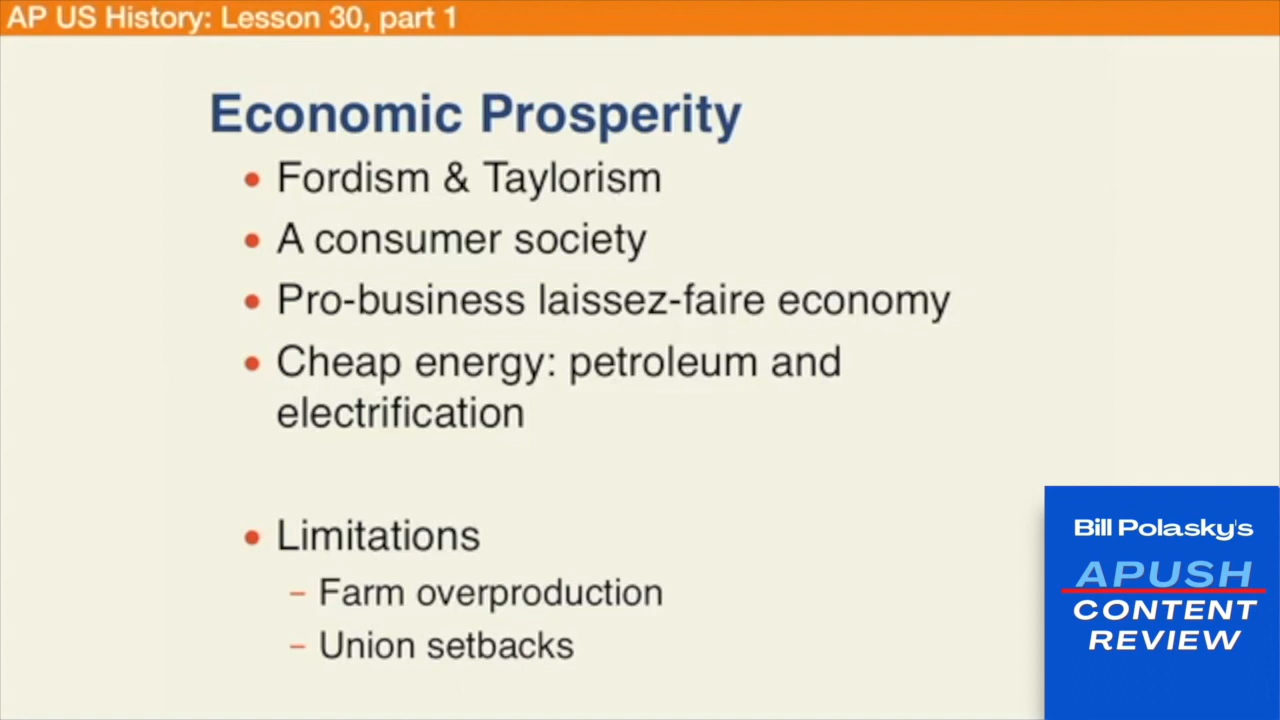 AP US History: Lesson 30, part 1
Economic Prosperity
• Fordism & Taylorism
• A consumer society
• Pro-business laissez-faire economy
• Cheap energy: petroleum and
electrification
• Limitations
– Farm overproduction
– Union setbacks
Bill Polasky's
APUSH
CONTENT
REVIEW